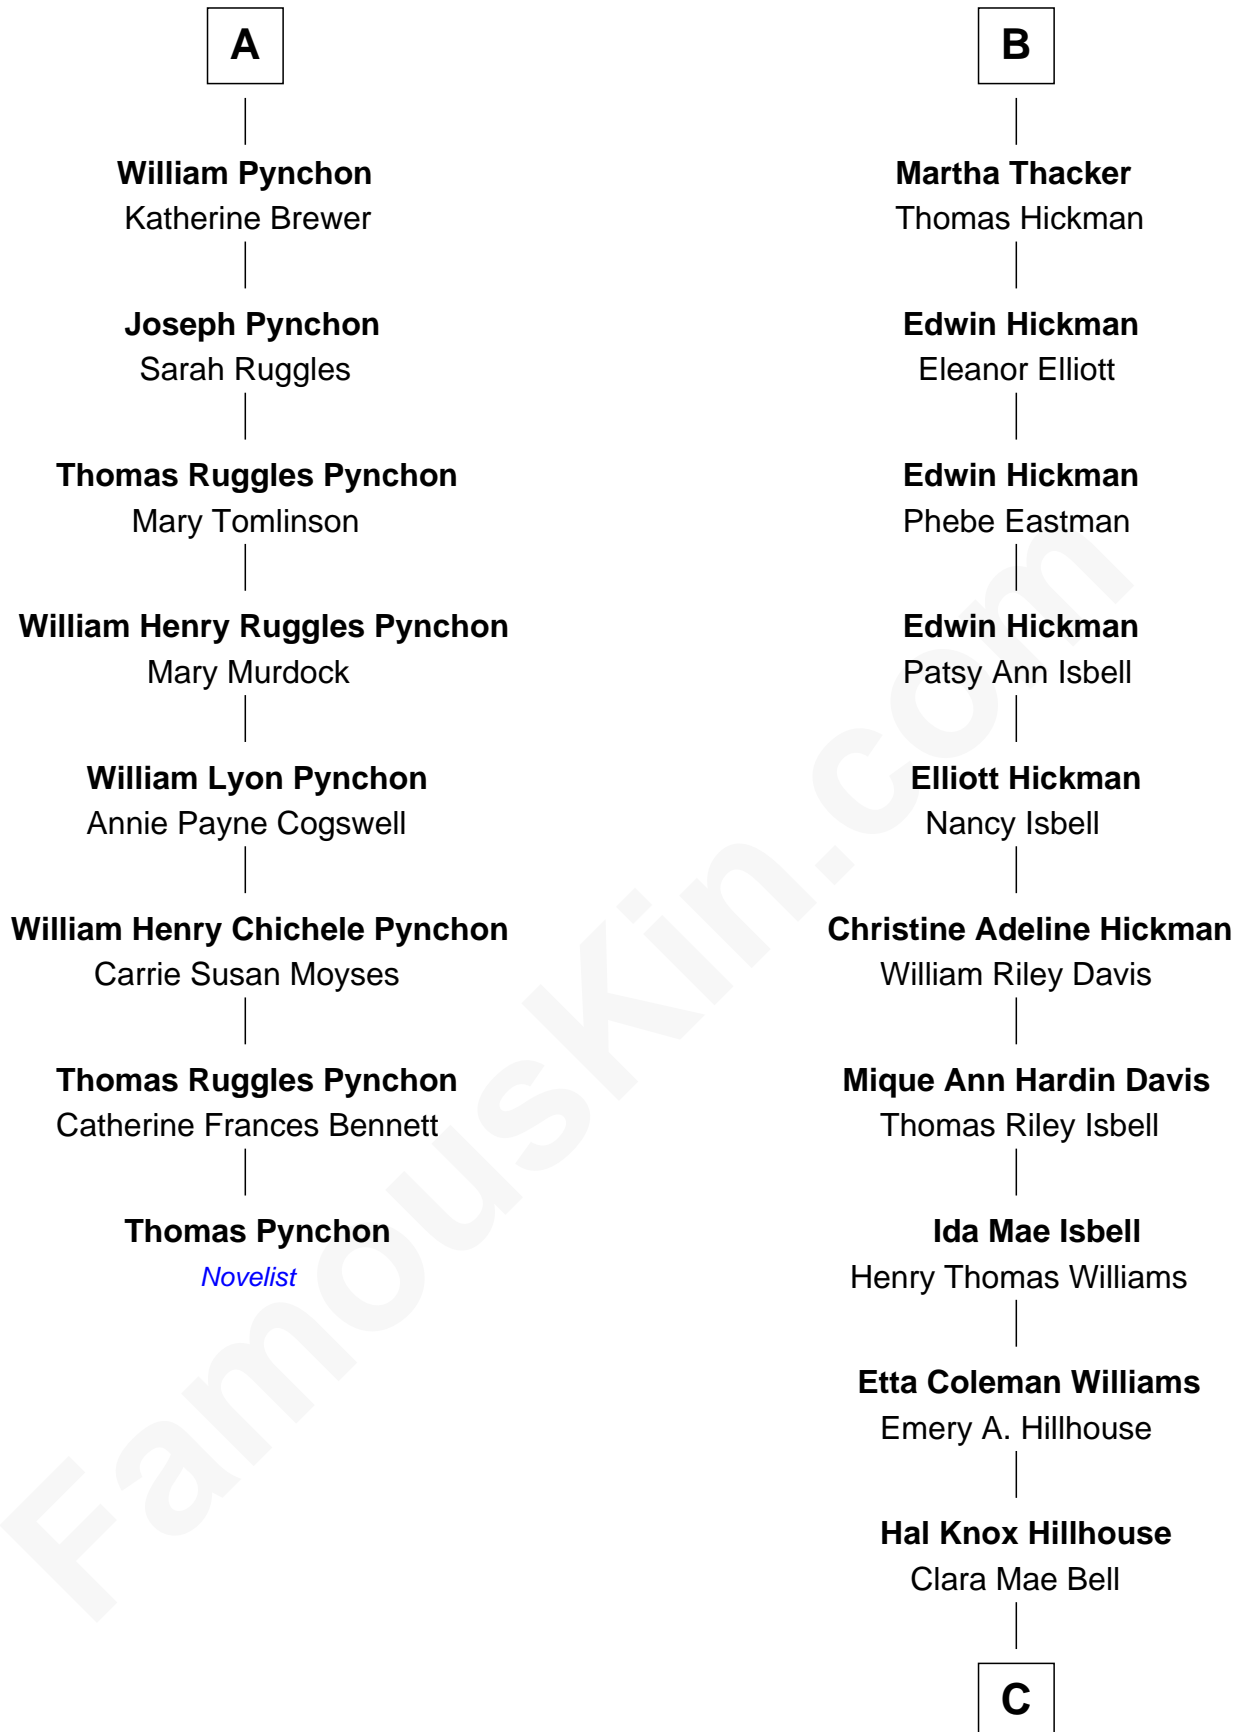 A
William Pynchon
Katherine Brewer
Joseph Pynchon
Sarah Ruggles
Thomas Ruggles Pynchon
Mary Tomlinson
William Henry Ruggles Pynchon
Mary Murdock
William Lyon Pynchon
Annie Payne Cogswell
William Henry Chichele Pynchon
Carrie Susan Moyses
Thomas Ruggles Pynchon
Catherine Frances Bennett
Thomas Pynchon
Novelist
B
Martha Thacker
Thomas Hickman
Edwin Hickman
Eleanor Elliott
Edwin Hickman
Phebe Eastman
Edwin Hickman
Patsy Ann Isbell
Elliott Hickman
Nancy Isbell
Christine Adeline Hickman
William Riley Davis
Mique Ann Hardin Davis
Thomas Riley Isbell
Ida Mae Isbell
Henry Thomas Williams
Etta Coleman Williams
Emery A. Hillhouse
Hal Knox Hillhouse
Clara Mae Bell
C
FamousKin.com